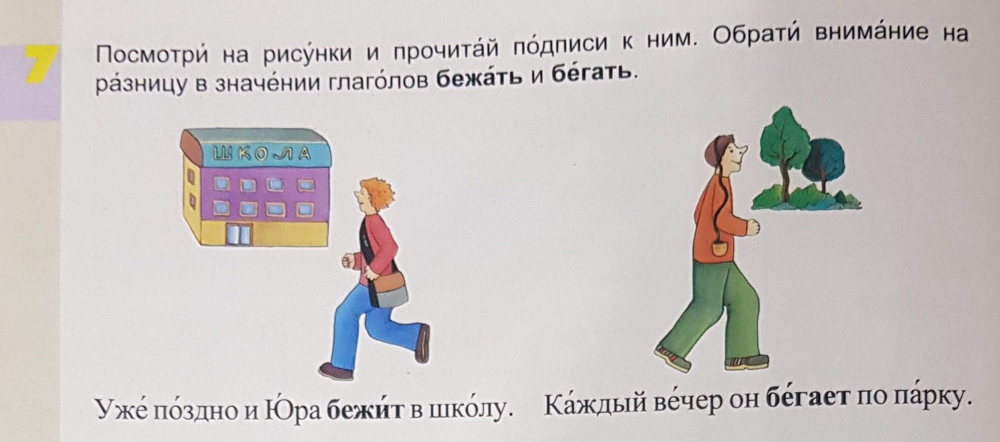 7
Посмотри́ на рису́нки и прочита́й по́дписи к ним. Обрати́ внима́ние на
ра́зницу в значе́нии глаго́лов бежа́ть и бе́гать.
ШКОЛА
Уже́ по́здно и Ю́ра бежи́т в шко́лу.
Ка́ждый ве́чер он бе́гает по па́рку.